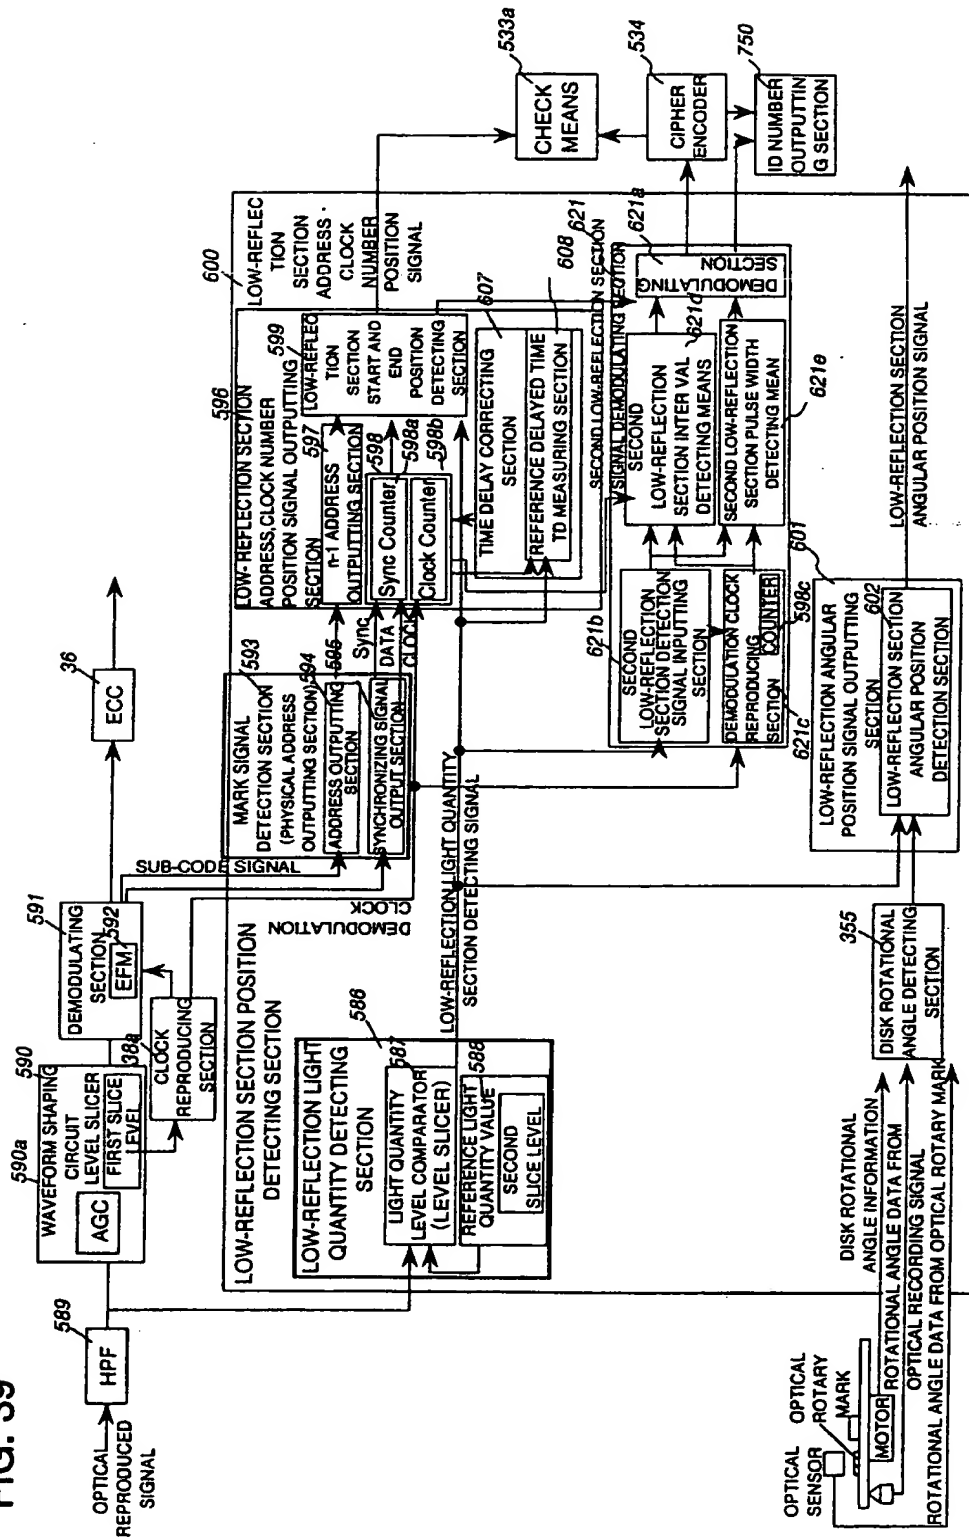 FIG. 39
OPTICAL
REPRODUCED
SIGNAL
589
HPF
590a
590
WAVEFORM SHAPING
CIRCUIT
LEVEL SLICER
FIRST SLICE
LEVEL
AGC
38a
CLOCK
REPRODUCING
SECTION
591
DEMODULATING
SECTION
592
EFM
36
ECC
SUB-CODE SIGNAL
DEMODULATION
CLOCK
600
LOW-REFLECTION SECTION POSITION
DETECTING SECTION
586
LOW-REFLECTION LIGHT
QUANTITY DETECTING
SECTION
587
LIGHT QUANTITY
LEVEL COMPARATOR
(LEVEL SLICER)
588
REFERENCE LIGHT
QUANTITY VALUE
SECOND
SLICE LEVEL
LOW-REFLECTION LIGHT QUANTITY
SECTION DETECTING SIGNAL
593
MARK SIGNAL
DETECTION SECTION
(PHYSICAL ADDRESS
OUTPUTTING SECTION)
594
595
ADDRESS OUTPUTTING
SECTION
SYNCHRONIZING SIGNAL
OUTPUT SECTION
Sync
DATA
CLOCK
596
LOW- REFLECTION SECTION
ADDRESS,CLOCK NUMBER
POSITION SIGNAL OUTPUTTING
SECTION
597
n-1 ADDRESS
OUTPUTTING SECTION
598
598a
Sync Counter
598b
Clock Counter
599
LOW-REFLEC
TION
SECTION
START AND
END
POSITION
DETECTING
SECTION
LOW-REFLEC
TION
SECTION
ADDRESS
CLOCK
NUMBER
POSITION
SIGNAL
607
TIME DELAY CORRECTING
SECTION
608
REFERENCE DELAYED TIME
TD MEASURING SECTION
621
SECOND LOW-REFLECTION SECTION
SIGNAL DEMODULATING SECTION
621b
SECOND
LOW-REFLECTION
SECTION DETECTION
SIGNAL INPUTTING
SECTION
DEMODULATION CLOCK
REPRODUCING
SECTION
COUNTER
598c
621c
SECOND
LOW-REFLECTION
SECTION INTER VAL
DETECTING MEANS
621d
SECOND LOW-REFLECTION
SECTION PULSE WIDTH
DETECTING MEAN
621e
621a
DEMODULATING
SECTION
533a
CHECK
MEANS
534
CIPHER
ENCODER
750
ID NUMBER
OUTPUTTIN
G SECTION
601
LOW-REFLECTION ANGULAR
POSITION SIGNAL OUTPUTTING
SECTION
602
LOW-REFLECTION SECTION
ANGULAR POSITION
DETECTION SECTION
LOW-REFLECTION SECTION
ANGULAR POSITION SIGNAL
355
DISK ROTATIONAL
ANGLE DETECTING
SECTION
DISK ROTATIONAL
ANGLE INFORMATION
ROTATIONAL ANGLE DATA FROM
OPTICAL RECORDING SIGNAL
ROTATIONAL ANGLE DATA FROM OPTICAL ROTARY MARK
OPTICAL
SENSOR
OPTICAL
ROTARY
MARK
MOTOR